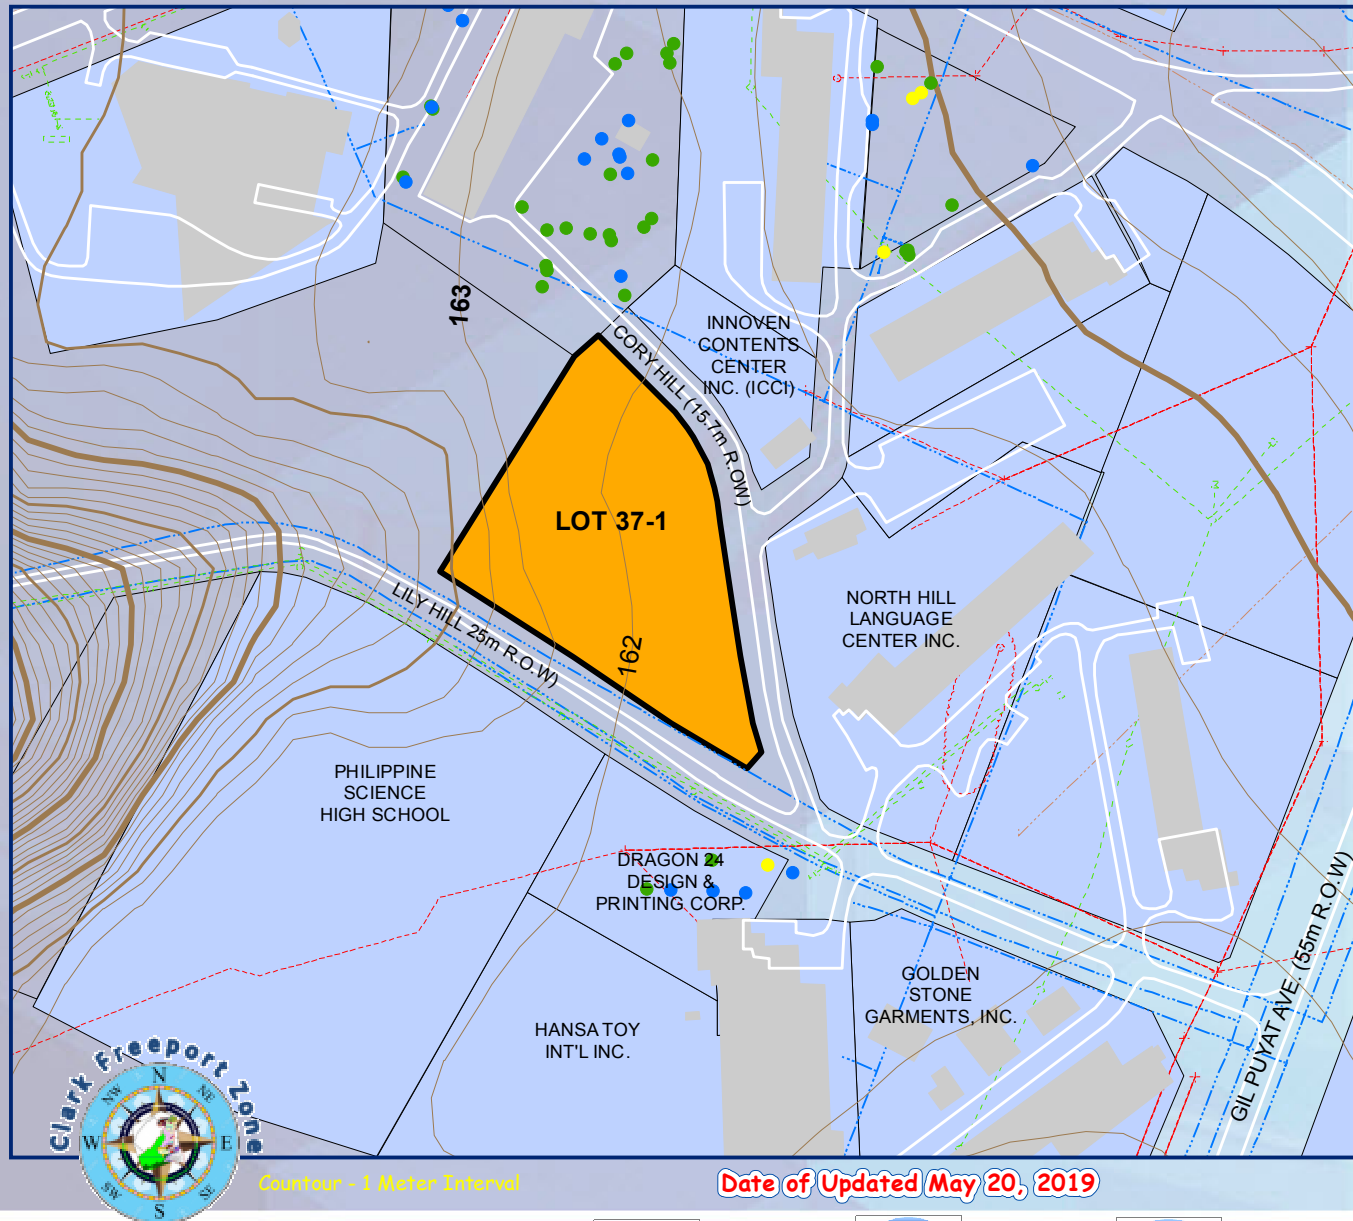 163
INNOVEN
CONTENTS
CENTER
INC. (ICCI)
CORY HILL (15.7m R.OW)
LOT 37-1
LILY HILL 25m R.O.W)
162
NORTH HILL
LANGUAGE
CENTER INC.
PHILIPPINE
SCIENCE
HIGH SCHOOL
DRAGON 24
DESIGN &
PRINTING CORP.
GOLDEN
STONE
GARMENTS, INC.
HANSA TOY
INT'L INC.
GIL PUYAT AVE. (55m R.O.W)
Clark Freeport Zone
N
NW
NE
W
E
SW
SE
S
Countour - 1 Meter Interval
Date of Updated May 20, 2019